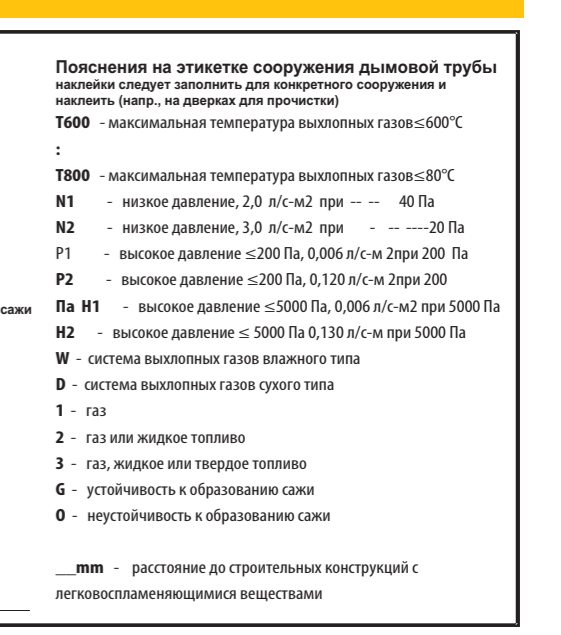 Пояснения на этикетке сооружения дымовой трубы
наклейки следует заполнить для конкретного сооружения и
наклеить (напр., на дверках для прочистки)
T600 - максимальная температура выхлопных газов≤600°C
:
T800 - максимальная температура выхлопных газов≤80°C
N1 - низкое давление, 2,0 л/с-м2 при -- -- 40 Па
N2 - низкое давление, 3,0 л/с-м2 при - -- ----20 Па
P1 - высокое давление ≤200 Па, 0,006 л/с-м 2при 200 Па
P2 - высокое давление ≤200 Па, 0,120 л/с-м 2при 200
сажи
Па H1 - высокое давление ≤5000 Па, 0,006 л/с-м2 при 5000 Па
H2 - высокое давление ≤ 5000 Па 0,130 л/с-м при 5000 Па
W - система выхлопных газов влажного типа
D - система выхлопных газов сухого типа
1 - газ
2 - газ или жидкое топливо
3 - газ, жидкое или твердое топливо
G - устойчивость к образованию сажи
O - неустойчивость к образованию сажи
__mm - расстояние до строительных конструкций с
легковоспламеняющимися веществами